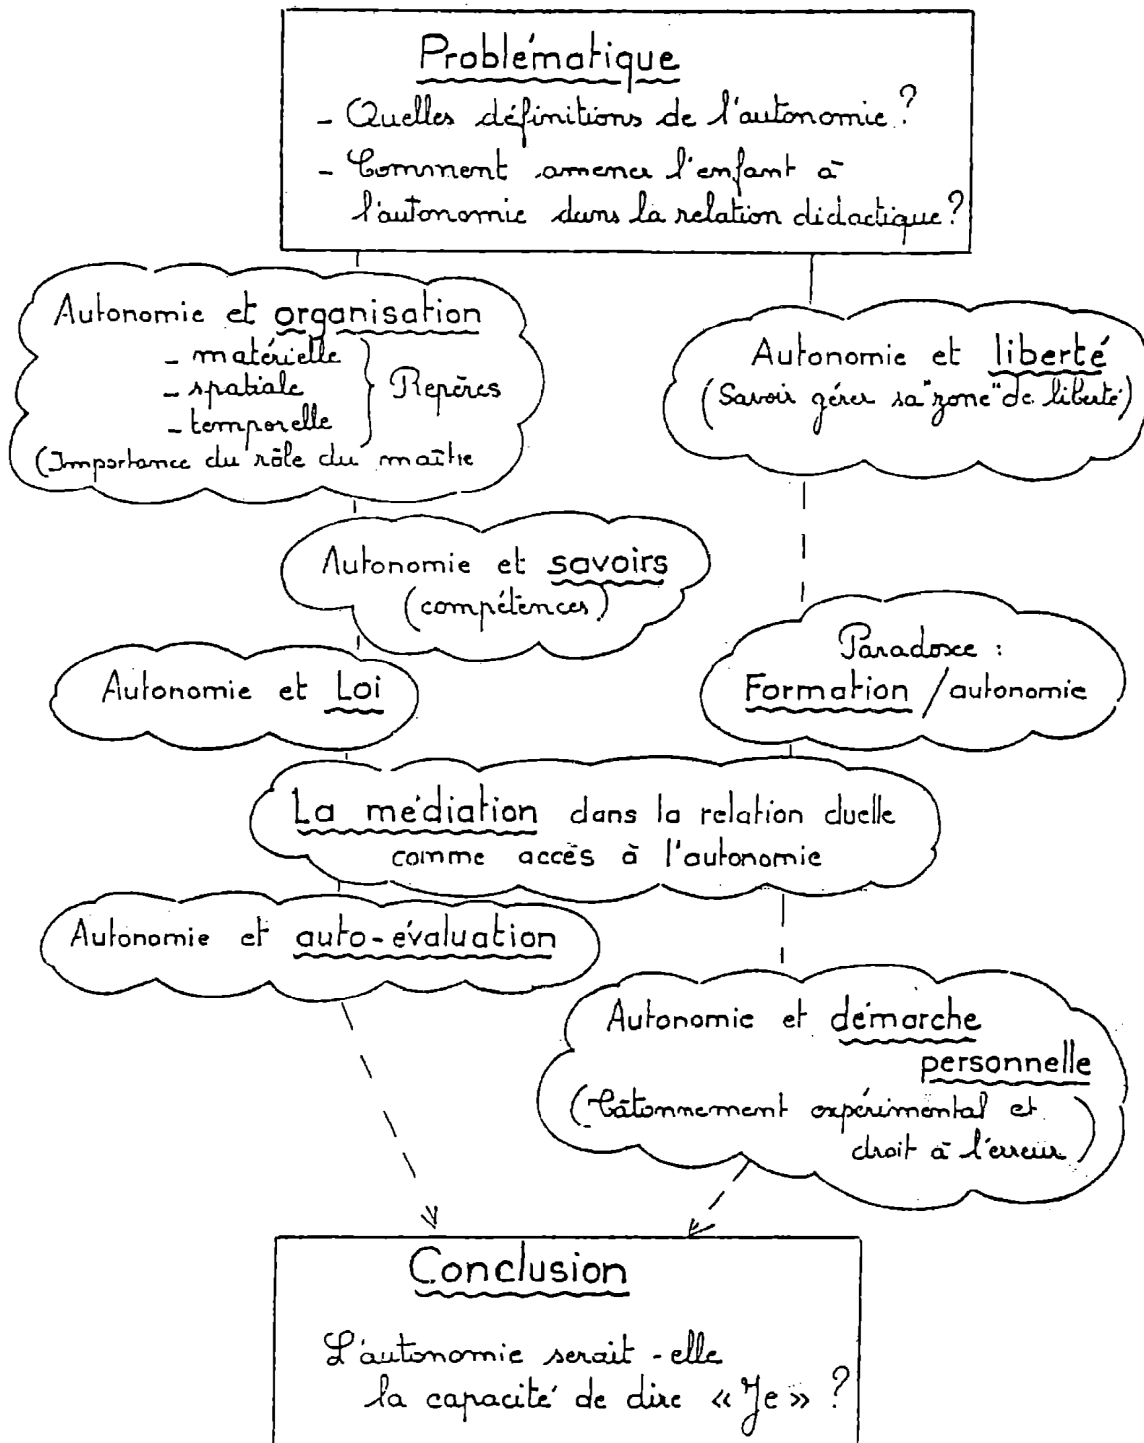 Problématique
- Quelles définitions de l'autonomie ?
- Comment amener l'enfant à
l'autonomie dans la relation didactique ?
Autonomie et organisation
- matérielle
- spatiale
- temporelle
} Repères
(Importance du rôle du maître
Autonomie et liberté
(Savoir gérer sa "zone" de liberté)
Autonomie et savoirs
(compétences)
Autonomie et Loi
Paradoxe :
Formation / autonomie
La médiation dans la relation duelle
comme accès à l'autonomie
Autonomie et auto-évaluation
Autonomie et démarche
personnelle
(Tâtonnement expérimental et
droit à l'erreur)
Conclusion
L'autonomie serait-elle
la capacité de dire « Je » ?